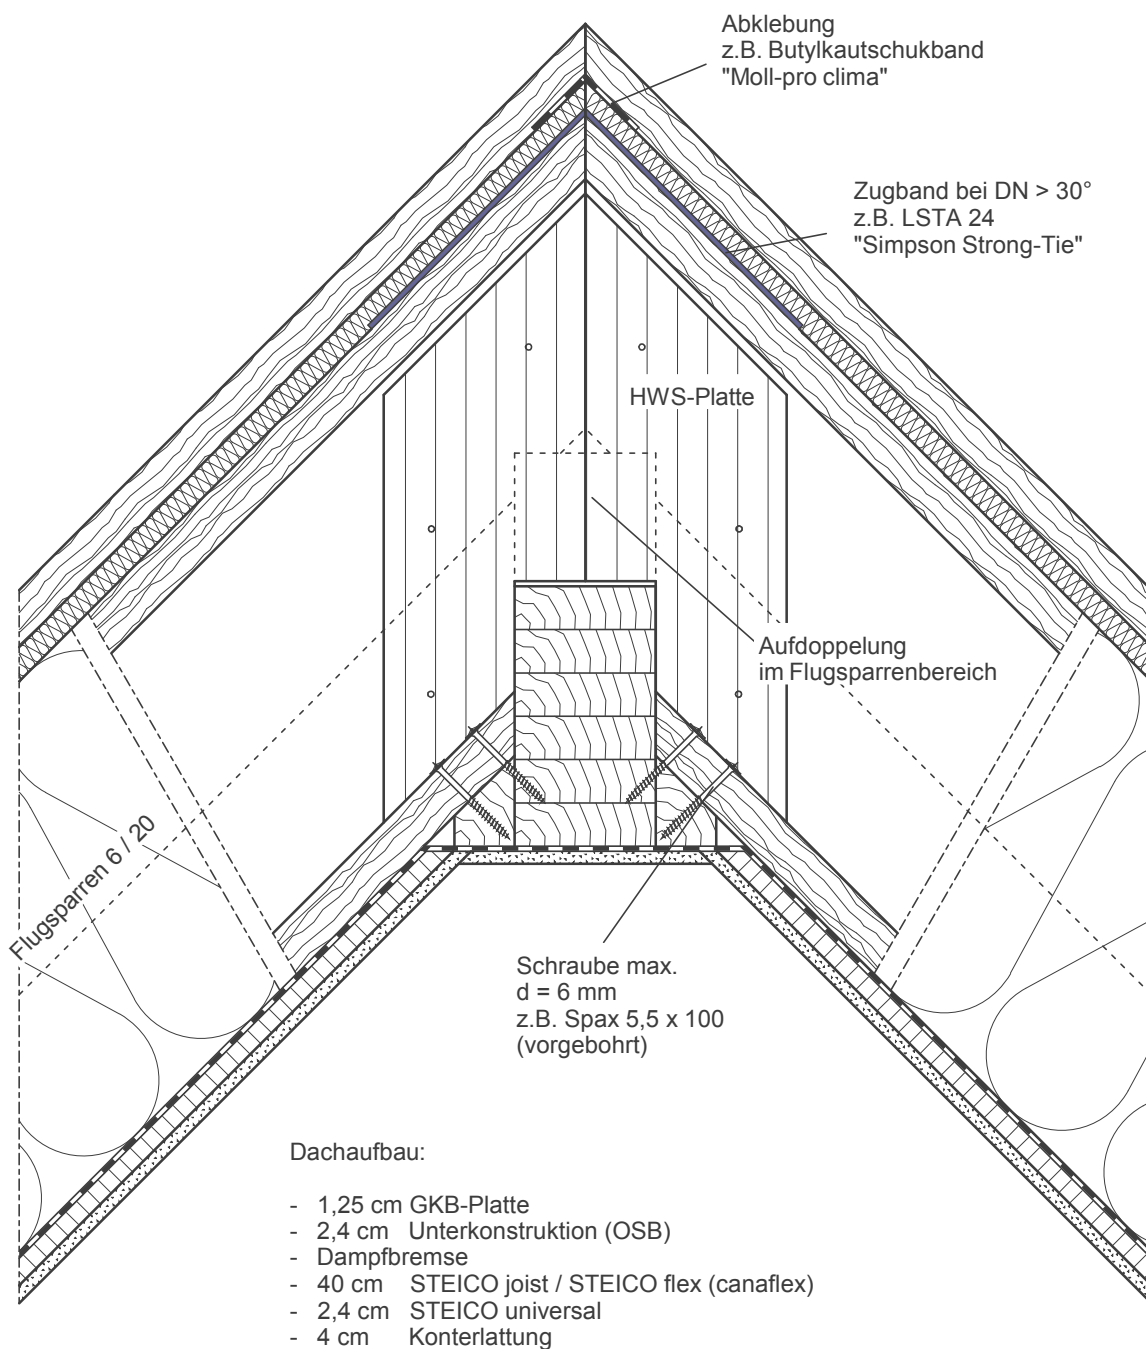 Abklebung
z.B. Butylkautschukband
"Moll-pro clima"
Zugband bei DN > 30°
z.B. LSTA 24
"Simpson Strong-Tie"
HWS-Platte
Aufdoppelung
im Flugsparrenbereich
Flugsparren 6 / 20
Schraube max.
d = 6 mm
z.B. Spax 5,5 x 100
(vorgebohrt)
Dachaufbau:
- 1,25 cm GKB-Platte
- 2,4 cm Unterkonstruktion (OSB)
- Dampfbremse
- 40 cm STEICO joist / STEICO flex (canaflex)
- 2,4 cm STEICO universal
- 4 cm Konterlattung